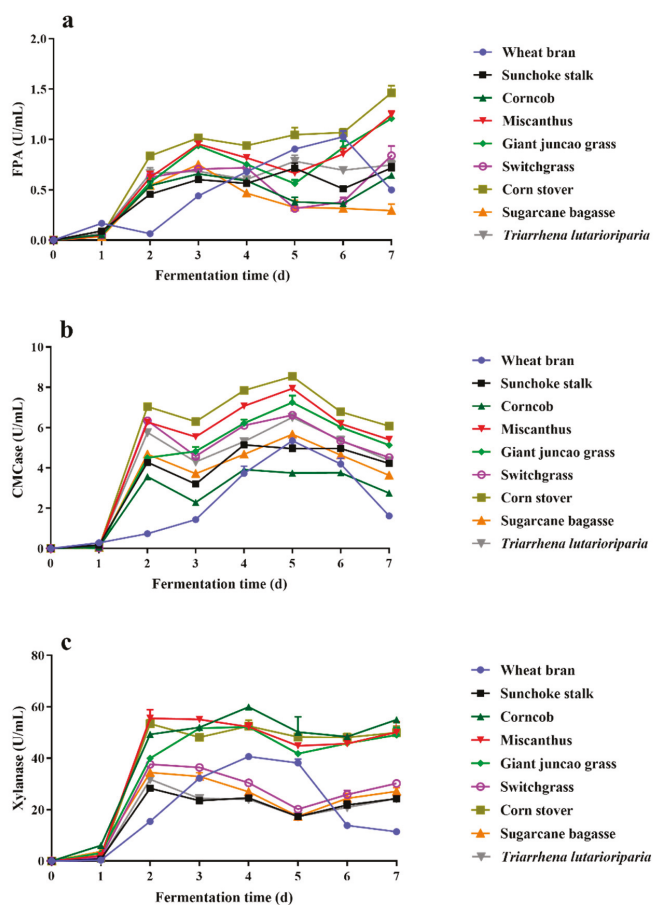 a
2.0
1.5
1.0
0.5
0.0
FPA (U/mL)
0 1 2 3 4 5 6 7
Fermentation time (d)
Wheat bran
Sunchoke stalk
Corncob
Miscanthus
Giant juncao grass
Switchgrass
Corn stover
Sugarcane bagasse
Triarrhena lutarioriparia
b
10
8
6
4
2
0
CMCase (U/mL)
0 1 2 3 4 5 6 7
Fermentation time (d)
Wheat bran
Sunchoke stalk
Corncob
Miscanthus
Giant juncao grass
Switchgrass
Corn stover
Sugarcane bagasse
Triarrhena lutarioriparia
c
80
60
40
20
0
Xylanase (U/mL)
0 1 2 3 4 5 6 7
Fermentation time (d)
Wheat bran
Sunchoke stalk
Corncob
Miscanthus
Giant juncao grass
Switchgrass
Corn stover
Sugarcane bagasse
Triarrhena lutarioriparia